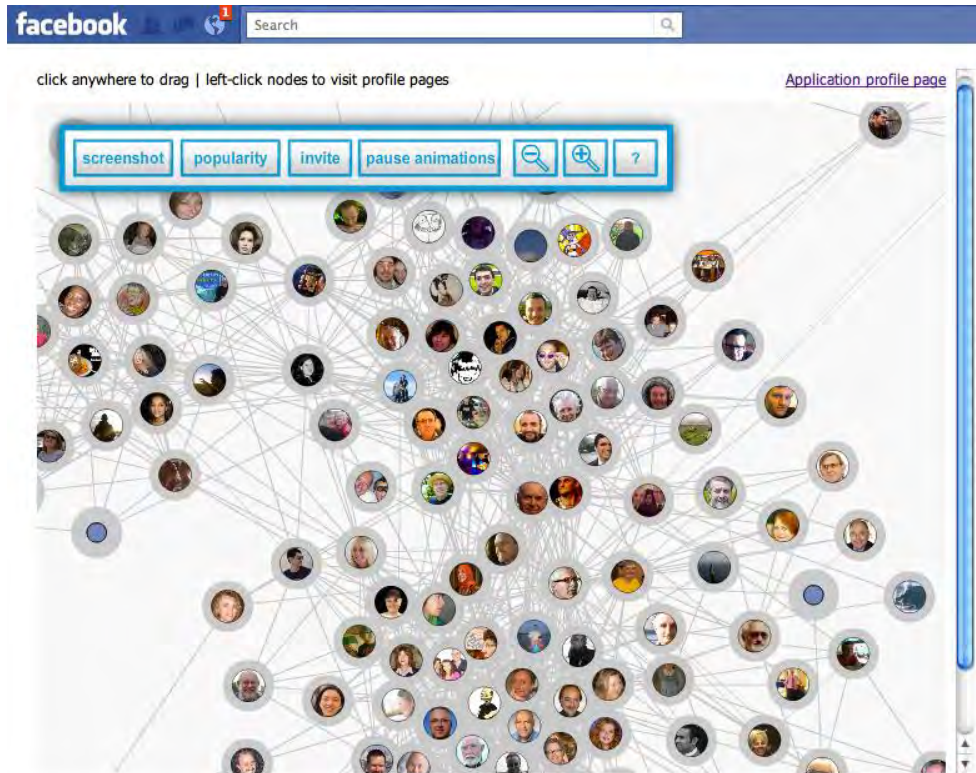 facebook
1
Search
click anywhere to drag | left-click nodes to visit profile pages
Application profile page
screenshot
popularity
invite
pause animations
?